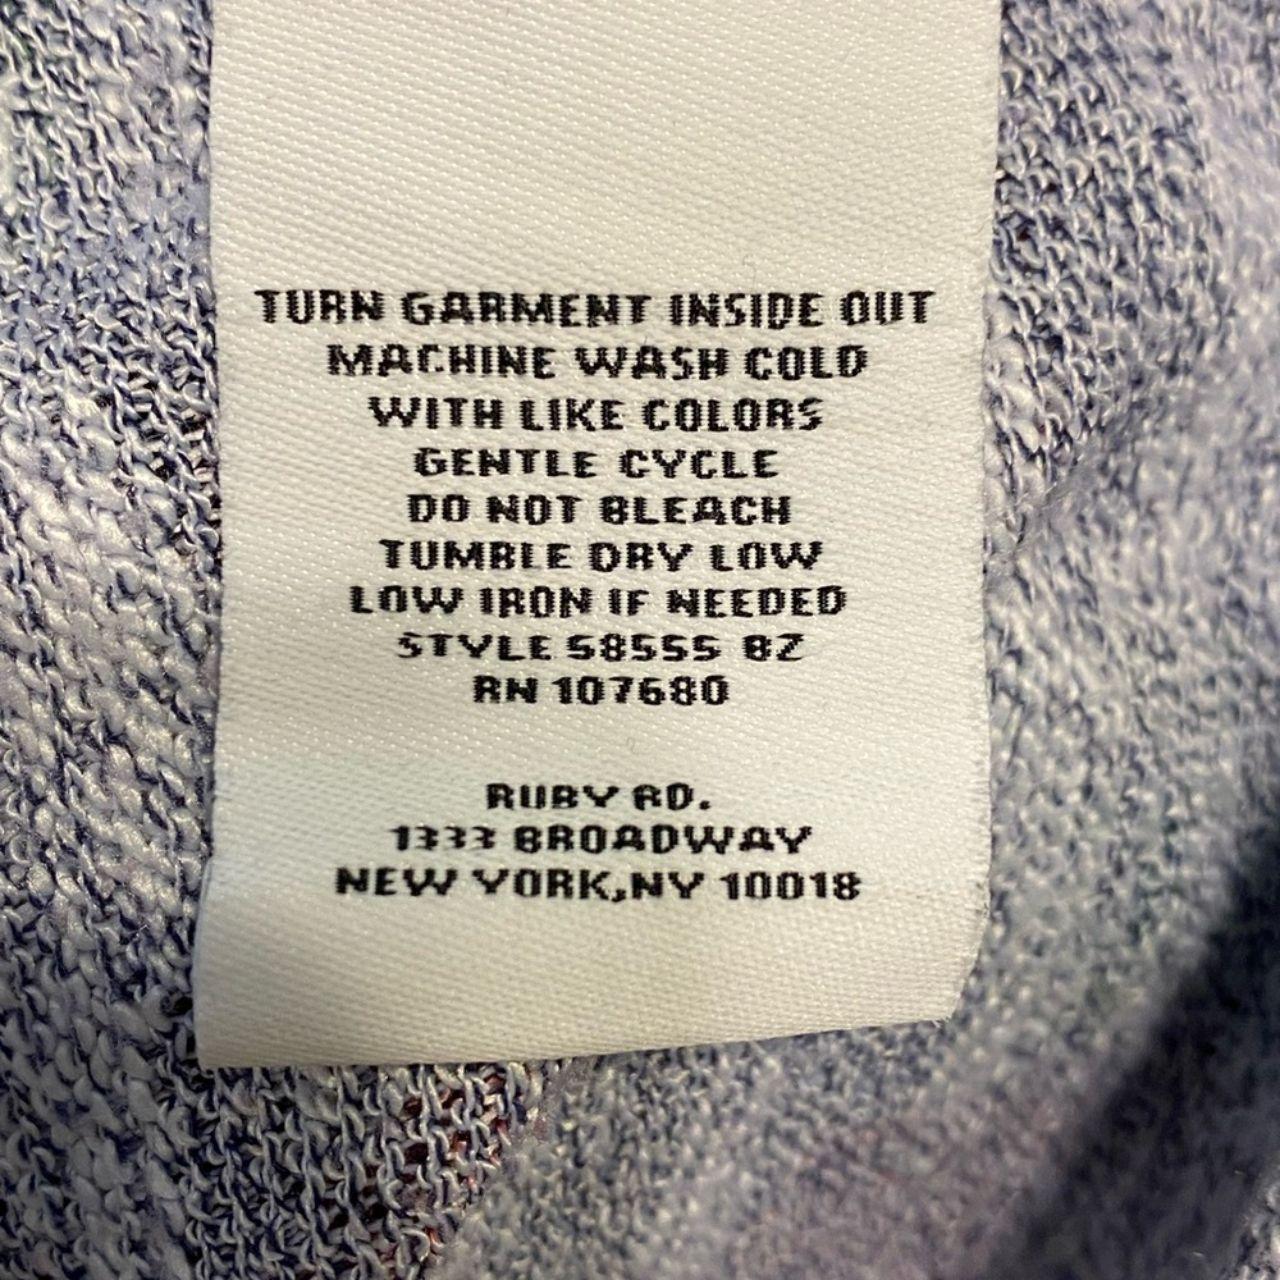 TURN GARMENT INSIDE OUT
MACHINE WASH COLD
WITH LIKE COLORS
GENTLE CYCLE
DO NOT BLEACH
TUMBLE DRY LOW
LOW IRON IF NEEDED
STYLE 58555 BZ
RN 107680
RUBY RD.
1333 BROADWAY
NEW YORK,NY 10018